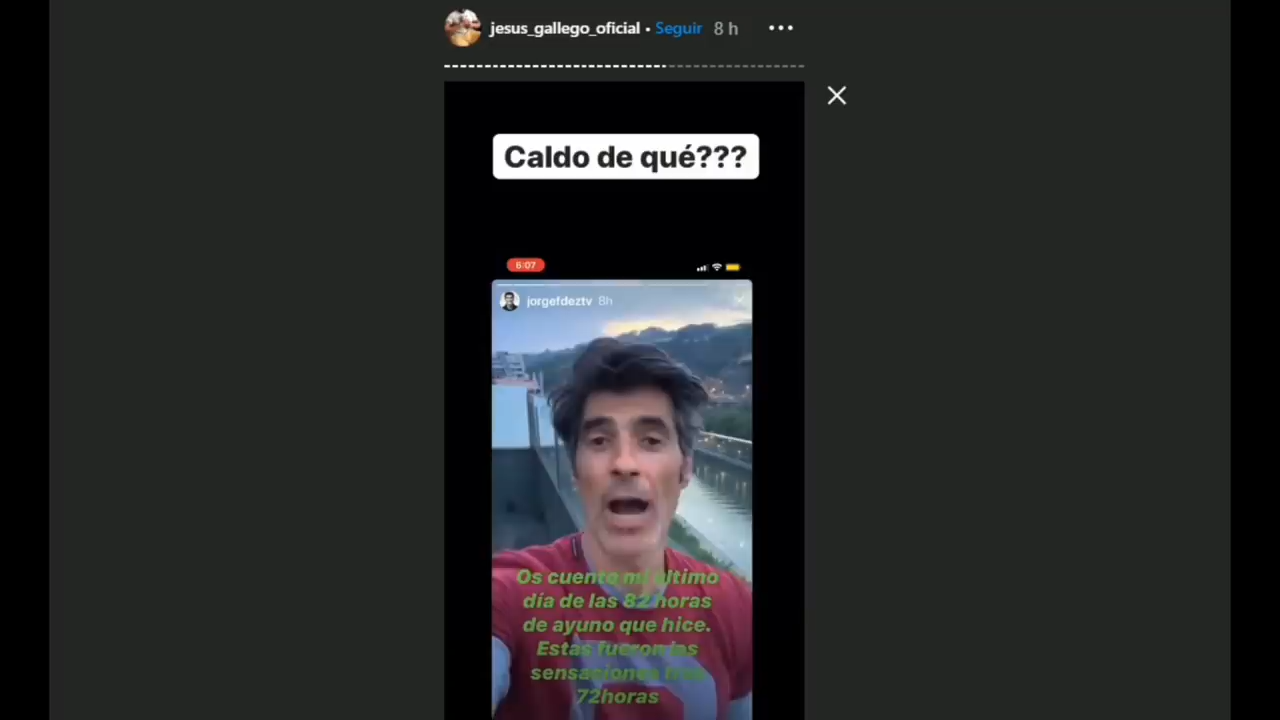 jesus_gallego_oficial • Seguir 8 h
Caldo de qué???
6:07
jorgefdeztv 8h
Os cuento mi último
día de las 82 horas
de ayuno que hice.
Estas fueron las
sensaciones tras
72horas